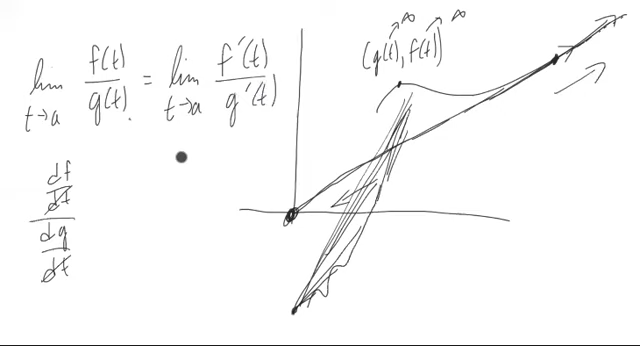 lim t→a f(t)/g(t) = lim t→a f'(t)/g'(t)
(g(t), f(t))
∞ ∞
df/dt
dg/dt